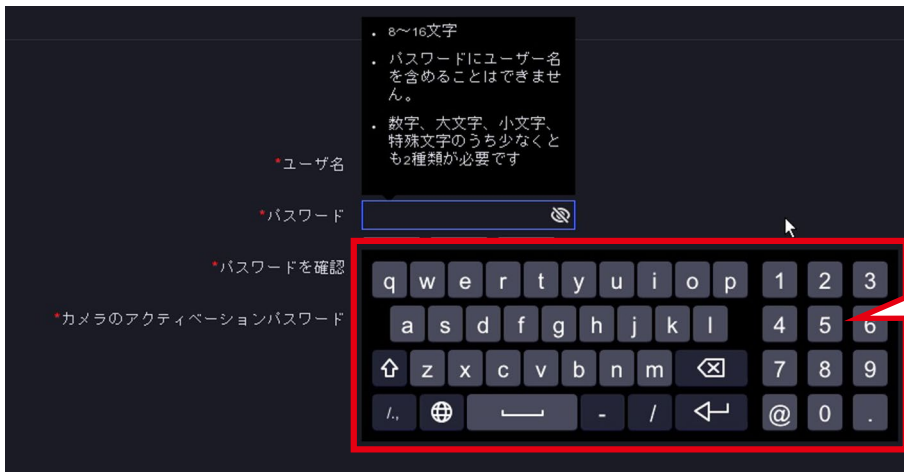 ・ 8～16文字
・ パスワードにユーザー名
を含めることはできませ
ん。
・ 数字、大文字、小文字、
特殊文字のうち少なくと
も2種類が必要です
*ユーザ名
*パスワード
*パスワードを確認
*カメラのアクティベーションパスワード
q w e r t y u i o p 1 2 3
a s d f g h j k l 4 5 6
z x c v b n m 7 8 9
/., - / @ 0 .